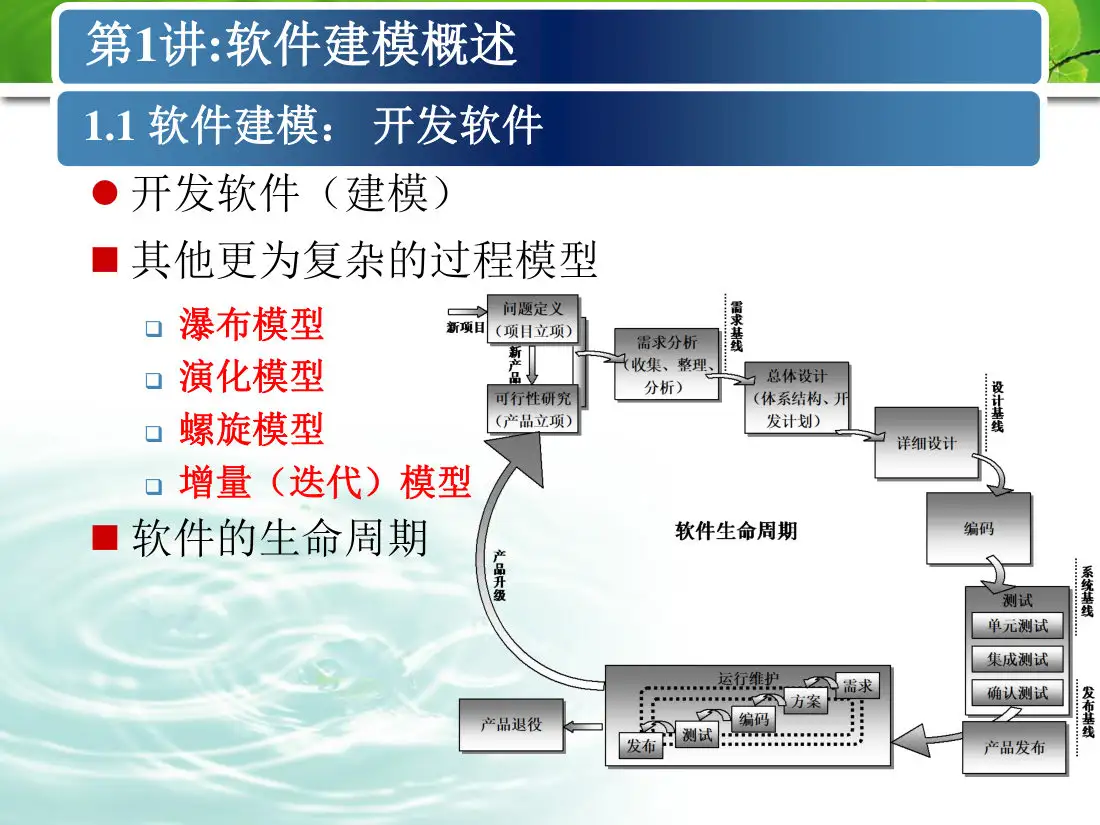 第1讲:软件建模概述
1.1 软件建模： 开发软件
开发软件（建模）
其他更为复杂的过程模型
瀑布模型
演化模型
螺旋模型
增量（迭代）模型
软件的生命周期
新项目
问题定义
（项目立项）
新产品
可行性研究
（产品立项）
需求分析
（收集、整理、
分析）
需求基线
总体设计
（体系结构、开
发计划）
详细设计
设计基线
编码
软件生命周期
测试
单元测试
集成测试
确认测试
系统基线
发布基线
产品发布
运行维护
需求
方案
编码
测试
发布
产品退役
产品升级